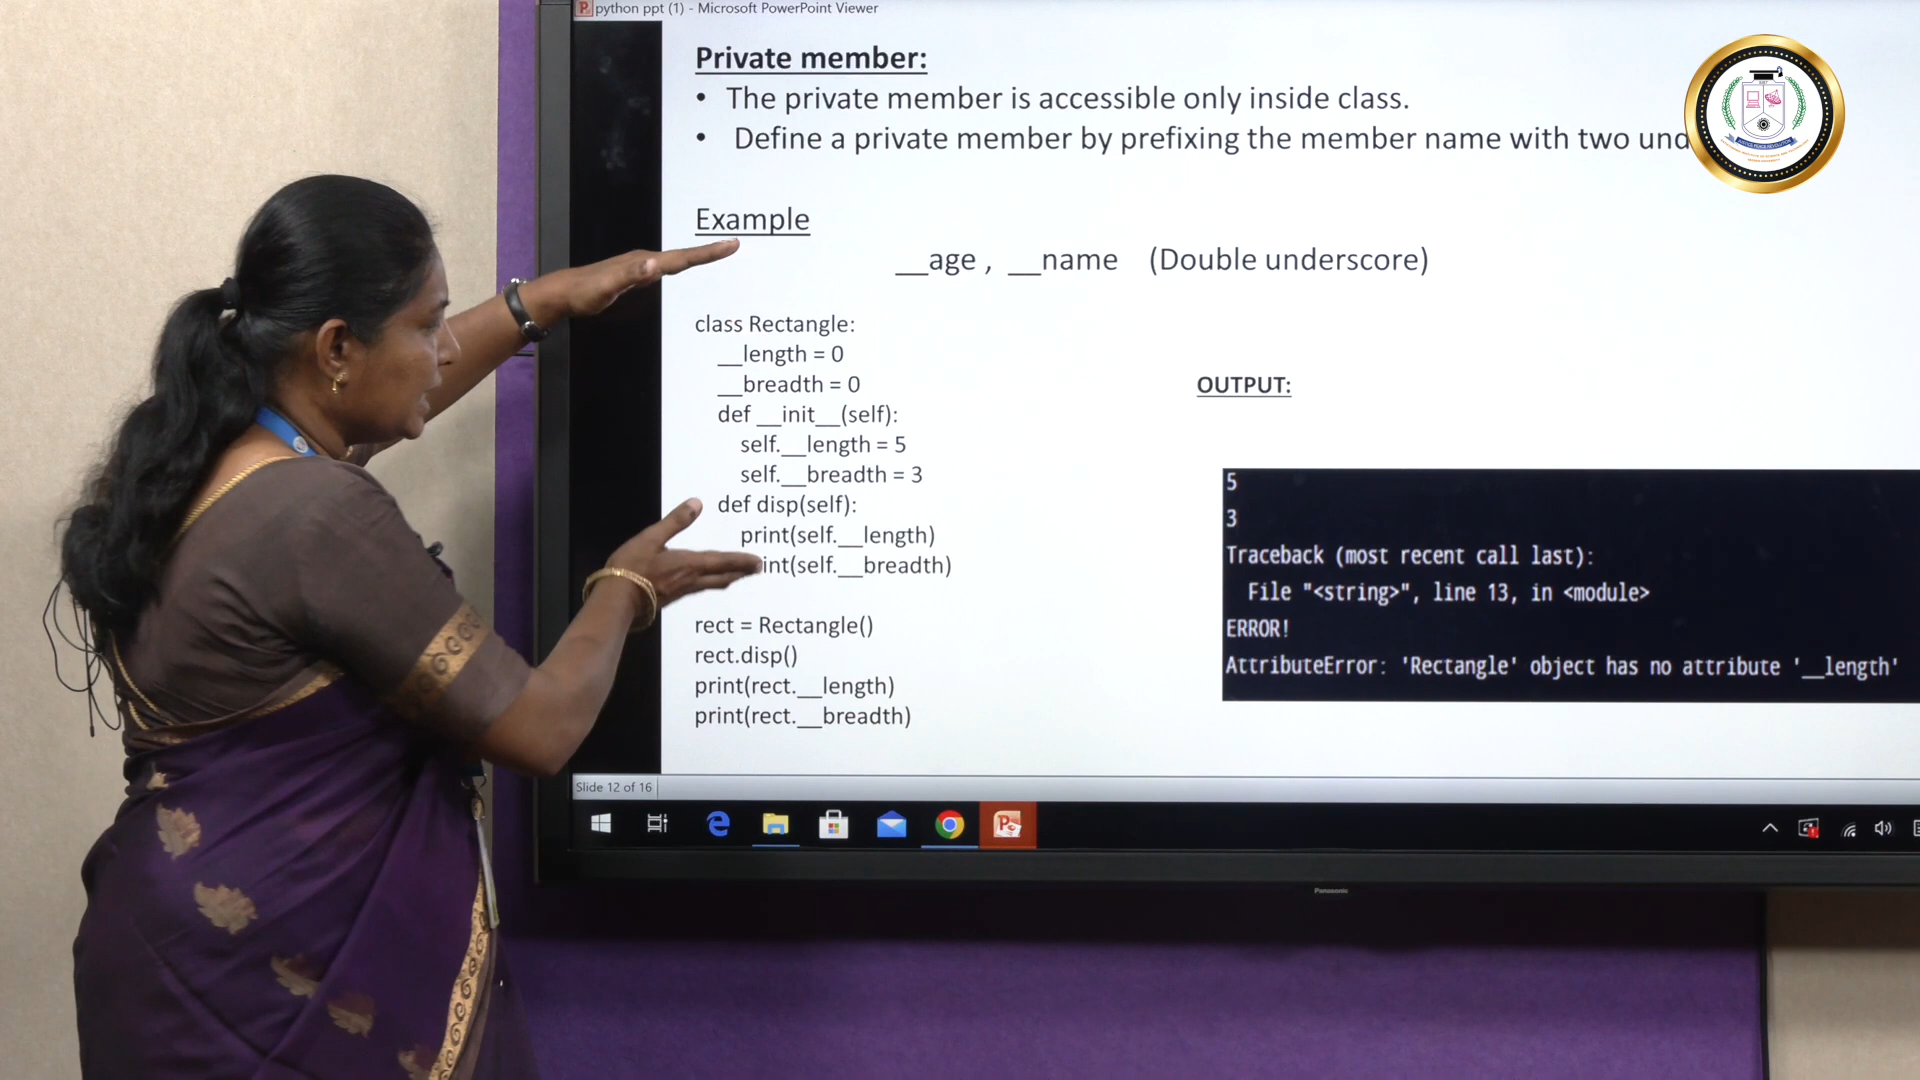 python ppt (1) - Microsoft PowerPoint Viewer
Private member:
• The private member is accessible only inside class.
• Define a private member by prefixing the member name with two
Example
__age , __name (Double underscore)
class Rectangle:
__length = 0
__breadth = 0
def __init__(self):
self.__length = 5
self.__breadth = 3
def disp(self):
print(self.__length)
int(self.__breadth)
rect = Rectangle()
rect.disp()
print(rect.__length)
print(rect.__breadth)
OUTPUT:
5
3
Traceback (most recent call last):
File "<string>", line 13, in <module>
ERROR!
AttributeError: 'Rectangle' object has no attribute '__length'
Slide 12 of 16
Panasonic